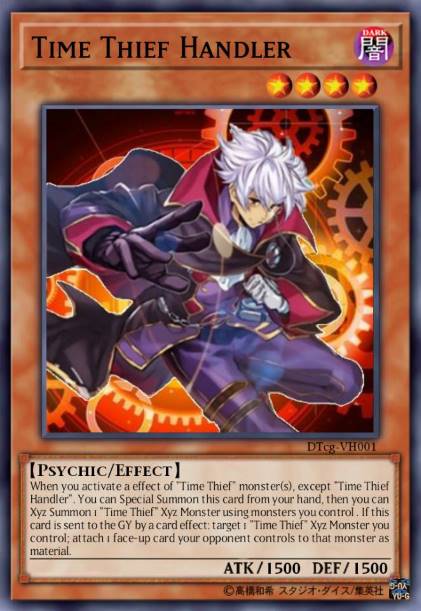 Time Thief Handler
DARK
闇
DTcg-VH001
[Psychic/Effect]
When you activate a effect of "Time Thief" monster(s), except "Time Thief
Handler". You can Special Summon this card from your hand, then you can
Xyz Summon 1 "Time Thief" Xyz Monster using monsters you control . If this
card is sent to the GY by a card effect: target 1 "Time Thief" Xyz Monster you
control; attach 1 face-up card your opponent controls to that monster as
material.
ATK / 1500 DEF / 1500
©高橋和希 スタジオ・ダイス/集英社